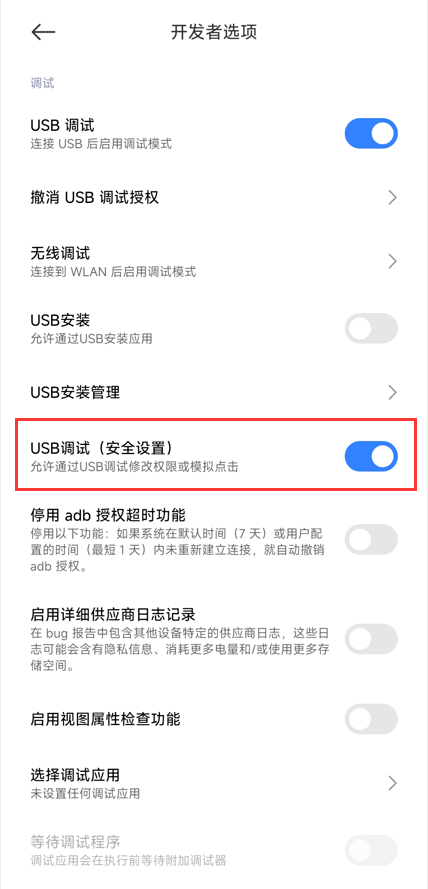 开发者选项
调试
USB 调试
连接 USB 后启用调试模式
撤消 USB 调试授权
无线调试
连接到 WLAN 后启用调试模式
USB安装
允许通过USB安装应用
USB安装管理
USB调试（安全设置）
允许通过USB调试修改权限或模拟点击
停用 adb 授权超时功能
停用以下功能：如果系统在默认时间（7 天）或用户配
置的时间（最短 1 天）内未重新建立连接，就自动撤销
adb 授权。
启用详细供应商日志记录
在 bug 报告中包含其他设备特定的供应商日志，这些日
志可能会含有隐私信息、消耗更多电量和/或使用更多存
储空间。
启用视图属性检查功能
选择调试应用
未设置任何调试应用
等待调试程序
调试应用会在执行前等待附加调试器